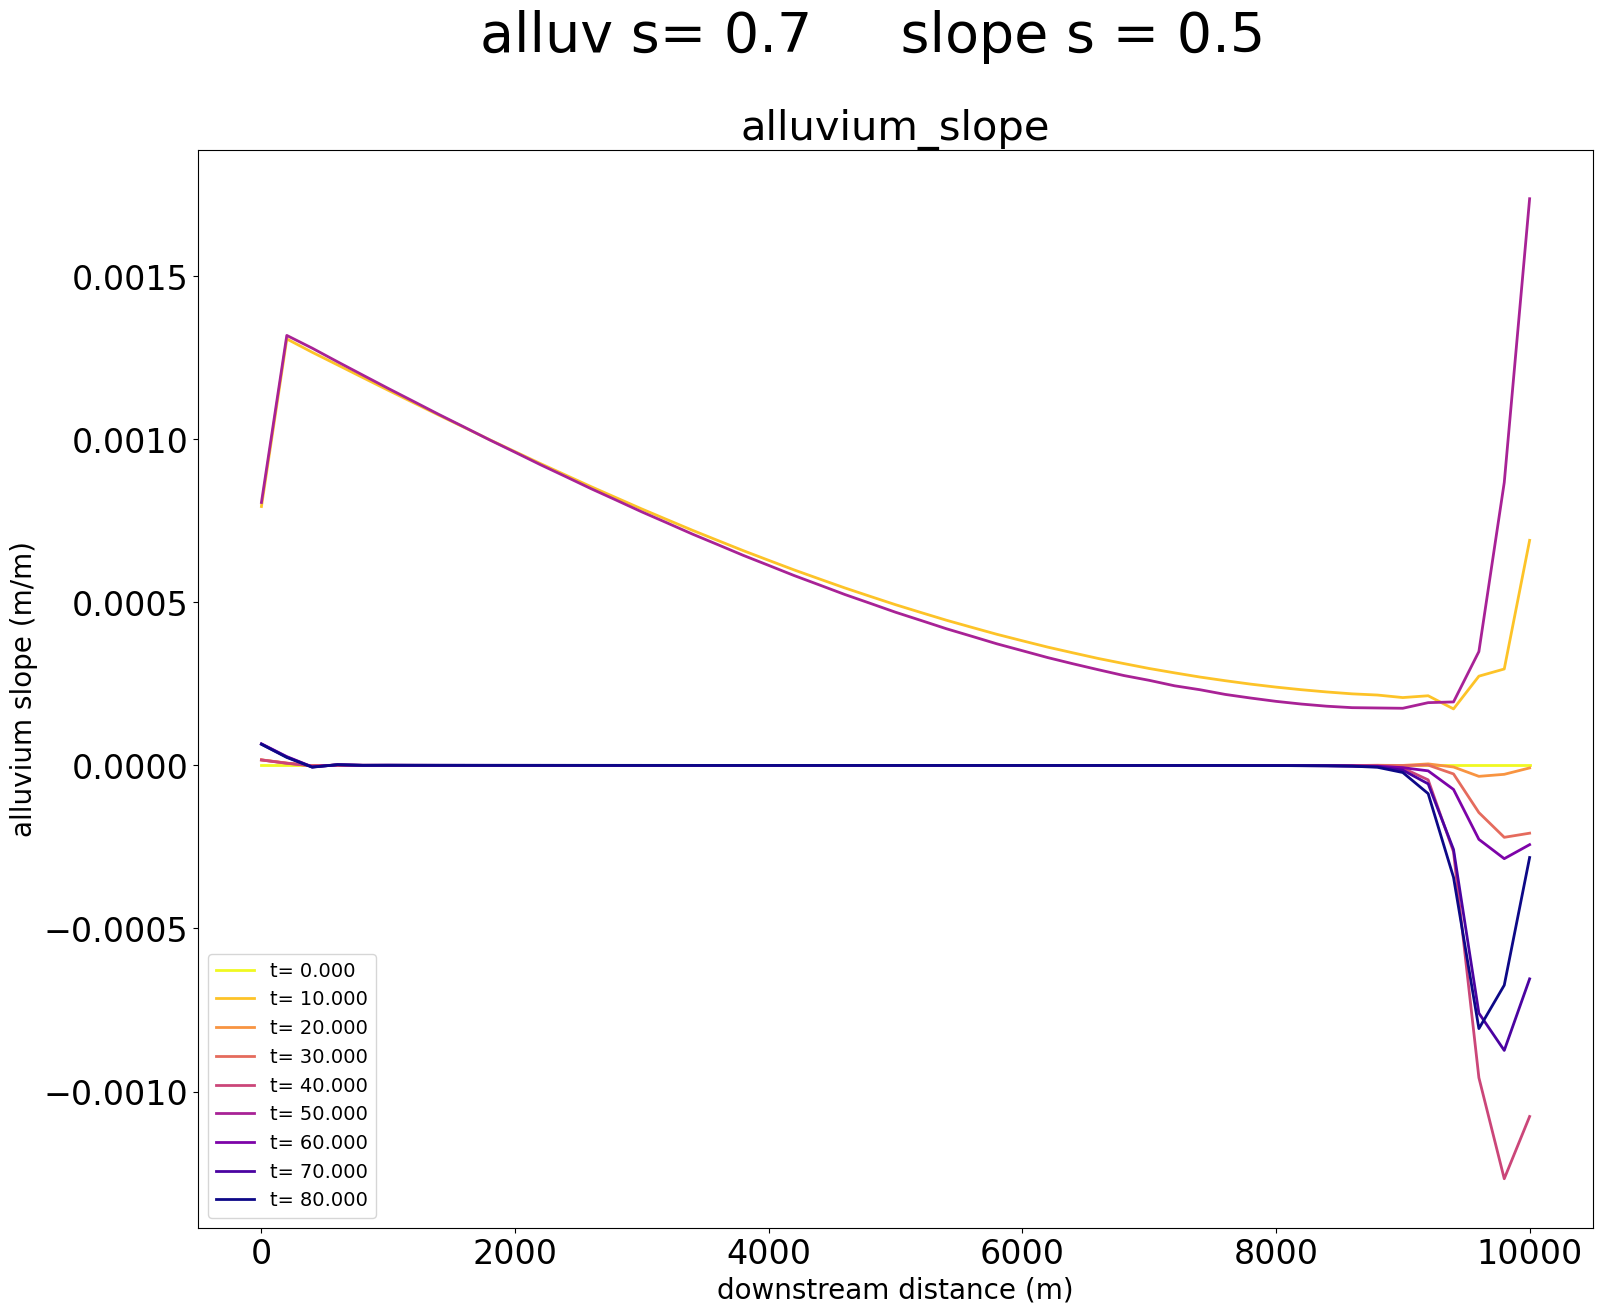 alluv s= 0.7 slope s = 0.5
alluvium_slope
0.0015
0.0010
0.0005
0.0000
−0.0005
−0.0010
alluvium slope (m/m)
t= 0.000
t= 10.000
t= 20.000
t= 30.000
t= 40.000
t= 50.000
t= 60.000
t= 70.000
t= 80.000
0 2000 4000 6000 8000 10000
downstream distance (m)